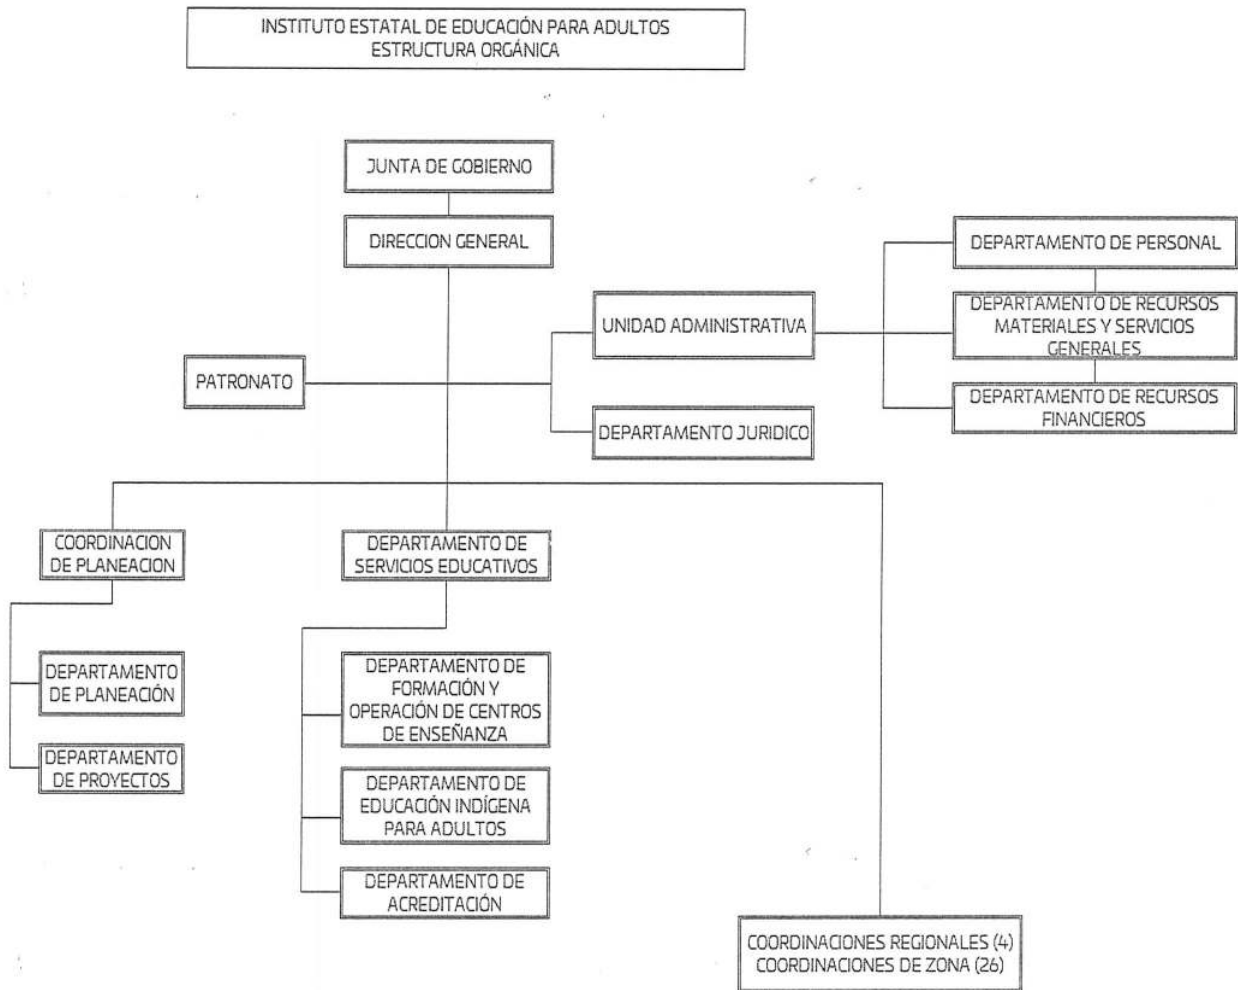 INSTITUTO ESTATAL DE EDUCACIÓN PARA ADULTOS
ESTRUCTURA ORGÁNICA
JUNTA DE GOBIERNO
DIRECCION GENERAL
DEPARTAMENTO DE PERSONAL
UNIDAD ADMINISTRATIVA
DEPARTAMENTO DE RECURSOS
MATERIALES Y SERVICIOS
GENERALES
PATRONATO
DEPARTAMENTO DE RECURSOS
FINANCIEROS
DEPARTAMENTO JURIDICO
COORDINACION
DE PLANEACION
DEPARTAMENTO DE
SERVICIOS EDUCATIVOS
DEPARTAMENTO
DE PLANEACIÓN
DEPARTAMENTO
DE PROYECTOS
DEPARTAMENTO DE
FORMACIÓN Y
OPERACIÓN DE CENTROS
DE ENSEÑANZA
DEPARTAMENTO DE
EDUCACIÓN INDÍGENA
PARA ADULTOS
DEPARTAMENTO DE
ACREDITACIÓN
COORDINACIONES REGIONALES (4)
COORDINACIONES DE ZONA (26)